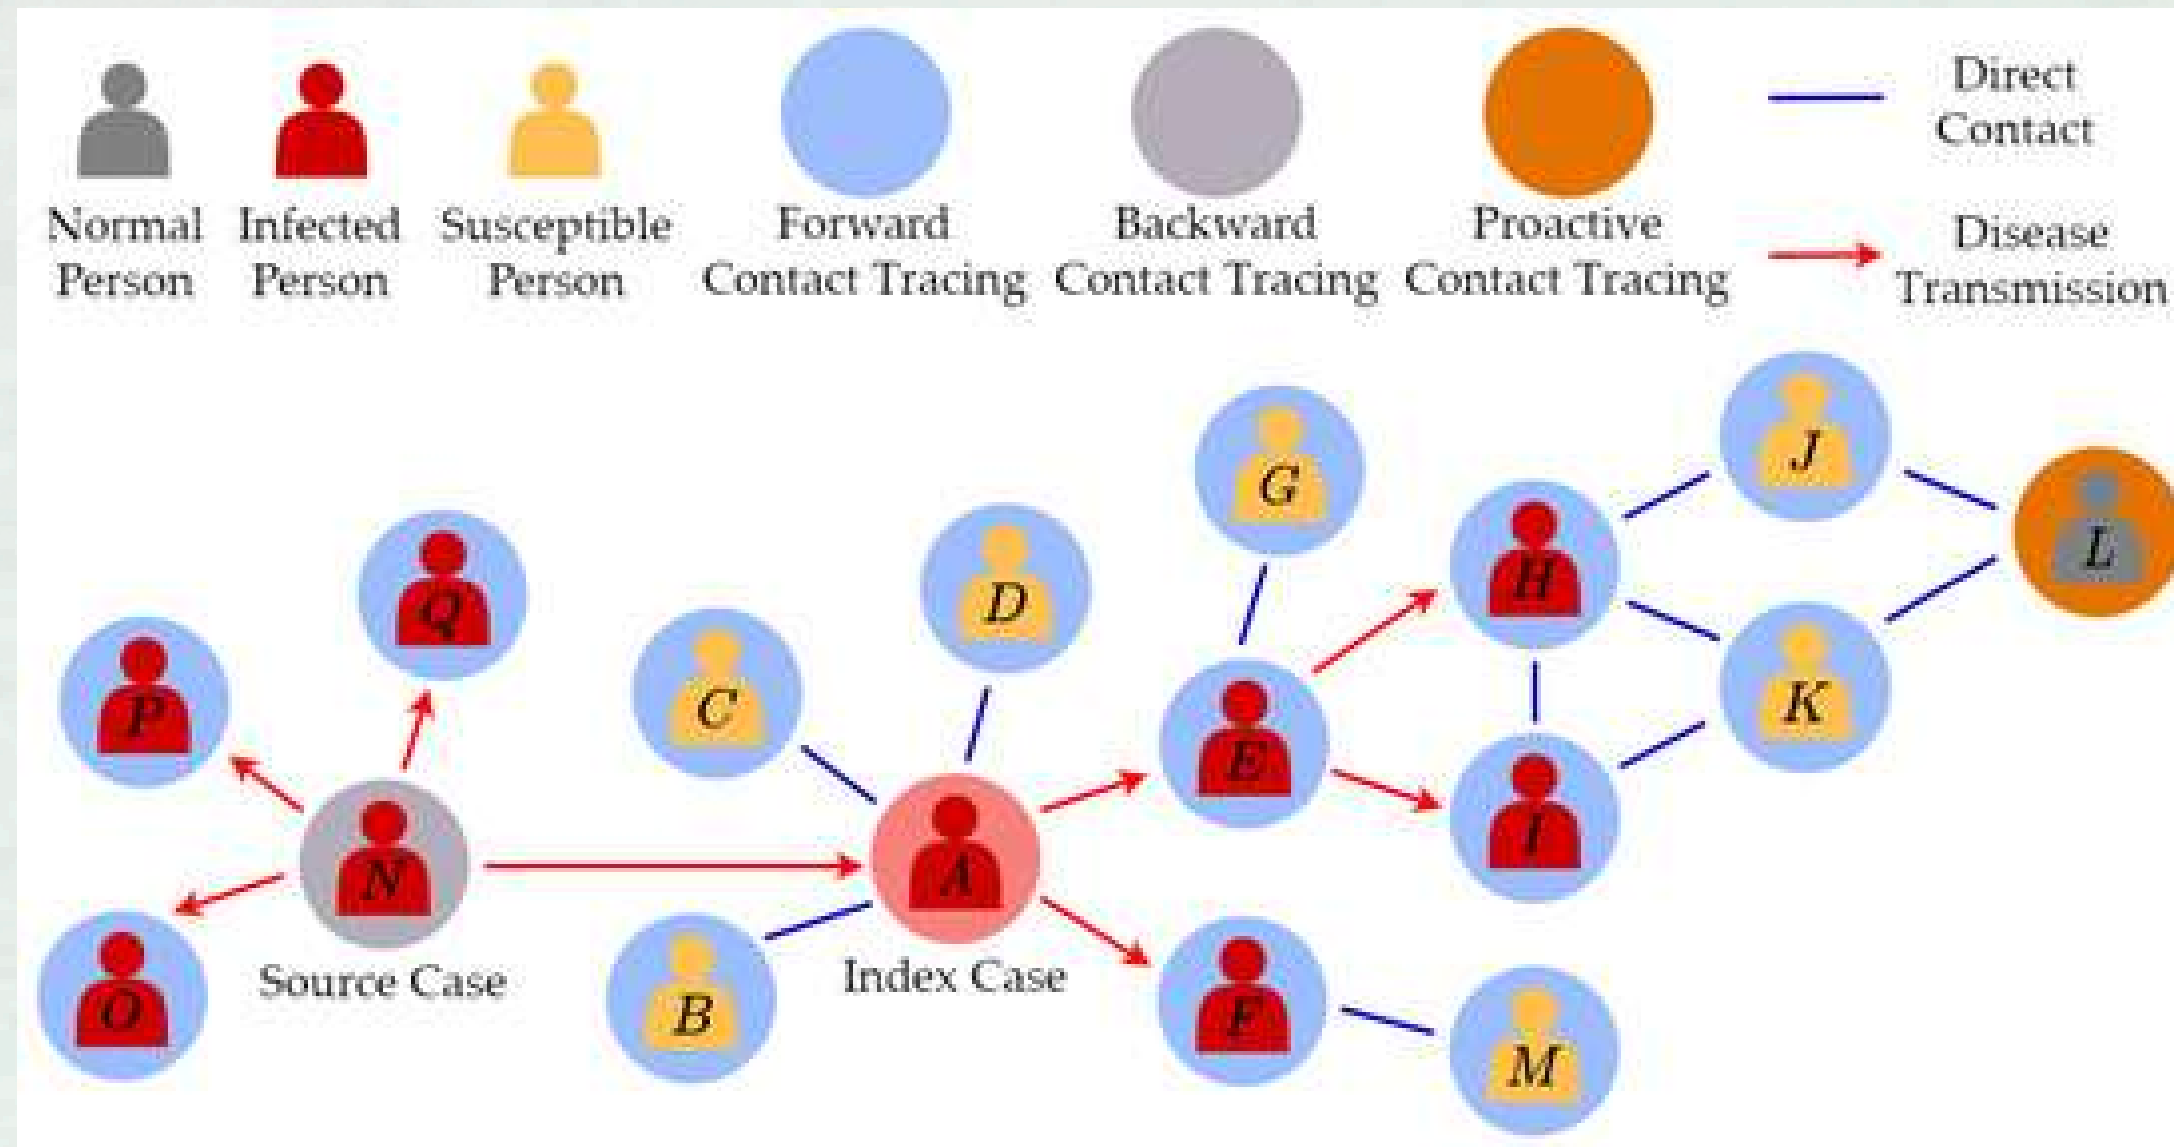 Normal
Person
Infected
Person
Susceptible
Person
Forward
Contact Tracing
Backward
Contact Tracing
Proactive
Contact Tracing
Direct
Contact
Disease
Transmission
J
G
L
H
D
Q
C
K
P
E
I
N
A
Source Case
Index Case
O
B
F
M